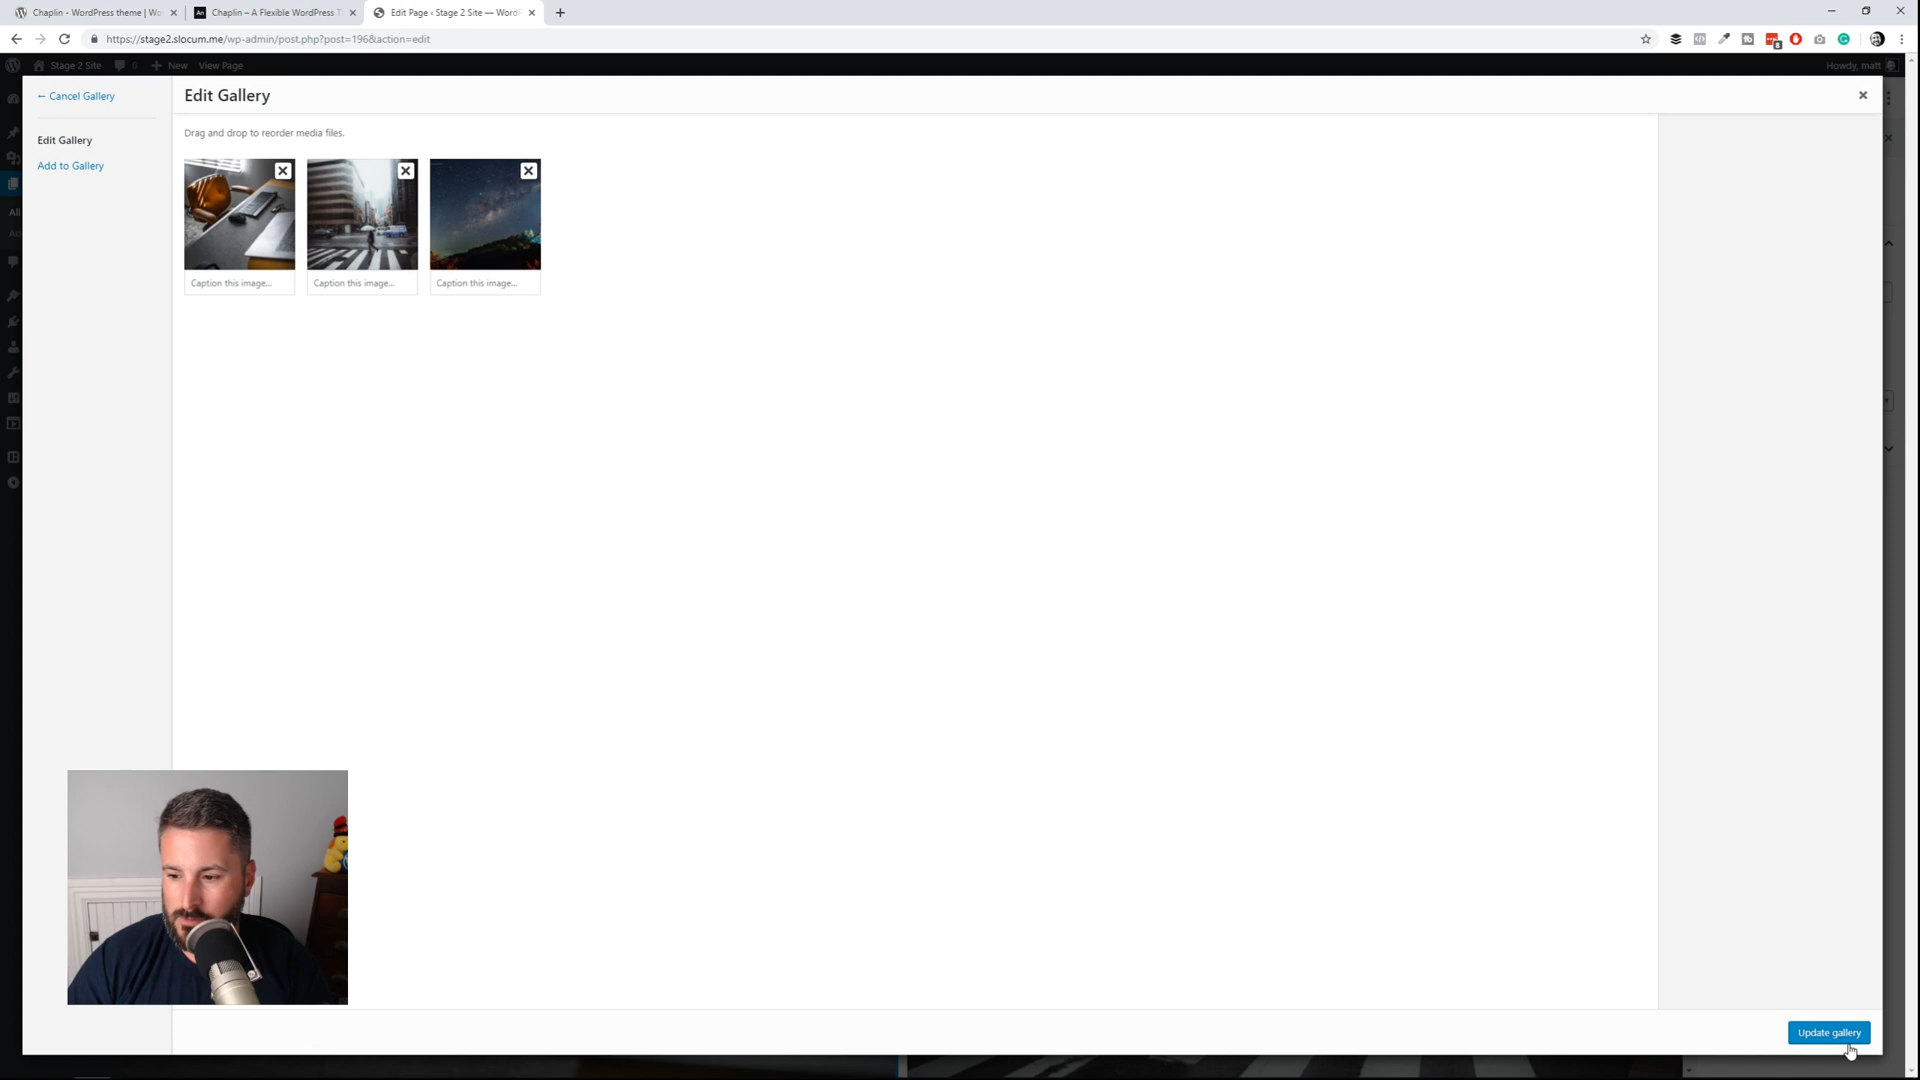 Chaplin - WordPress theme | Wo
An Chaplin – A Flexible WordPress T
Edit Page ‹ Stage 2 Site — WordP
https://stage2.slocum.me/wp-admin/post.php?post=196&action=edit
8
Stage 2 Site 0 New View Page
Howdy, matt
← Cancel Gallery
Edit Gallery
Drag and drop to reorder media files.
Edit Gallery
Add to Gallery
All
Caption this image... Caption this image... Caption this image...
Update gallery